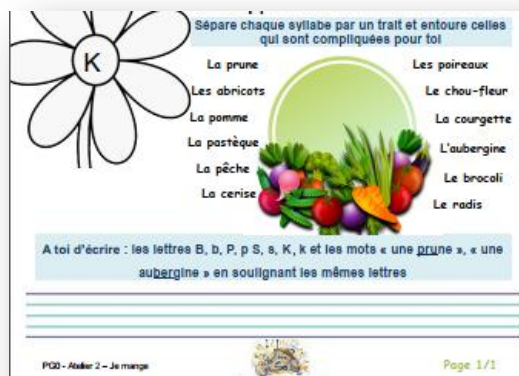 Sépare chaque syllabe par un trait et entoure celles
qui sont compliquées pour toi
K
La prune
Les abricots
La pomme
La pastèque
La pêche
La cerise
Les poireaux
Le chou-fleur
La courgette
L'aubergine
Le brocoli
Le radis
A toi d'écrire : les lettres B, b, P, p S, s, K, k et les mots « une prune », « une
aubergine » en soulignant les mêmes lettres
PG0 - Atelier 2 – Je mange
Page 1/1